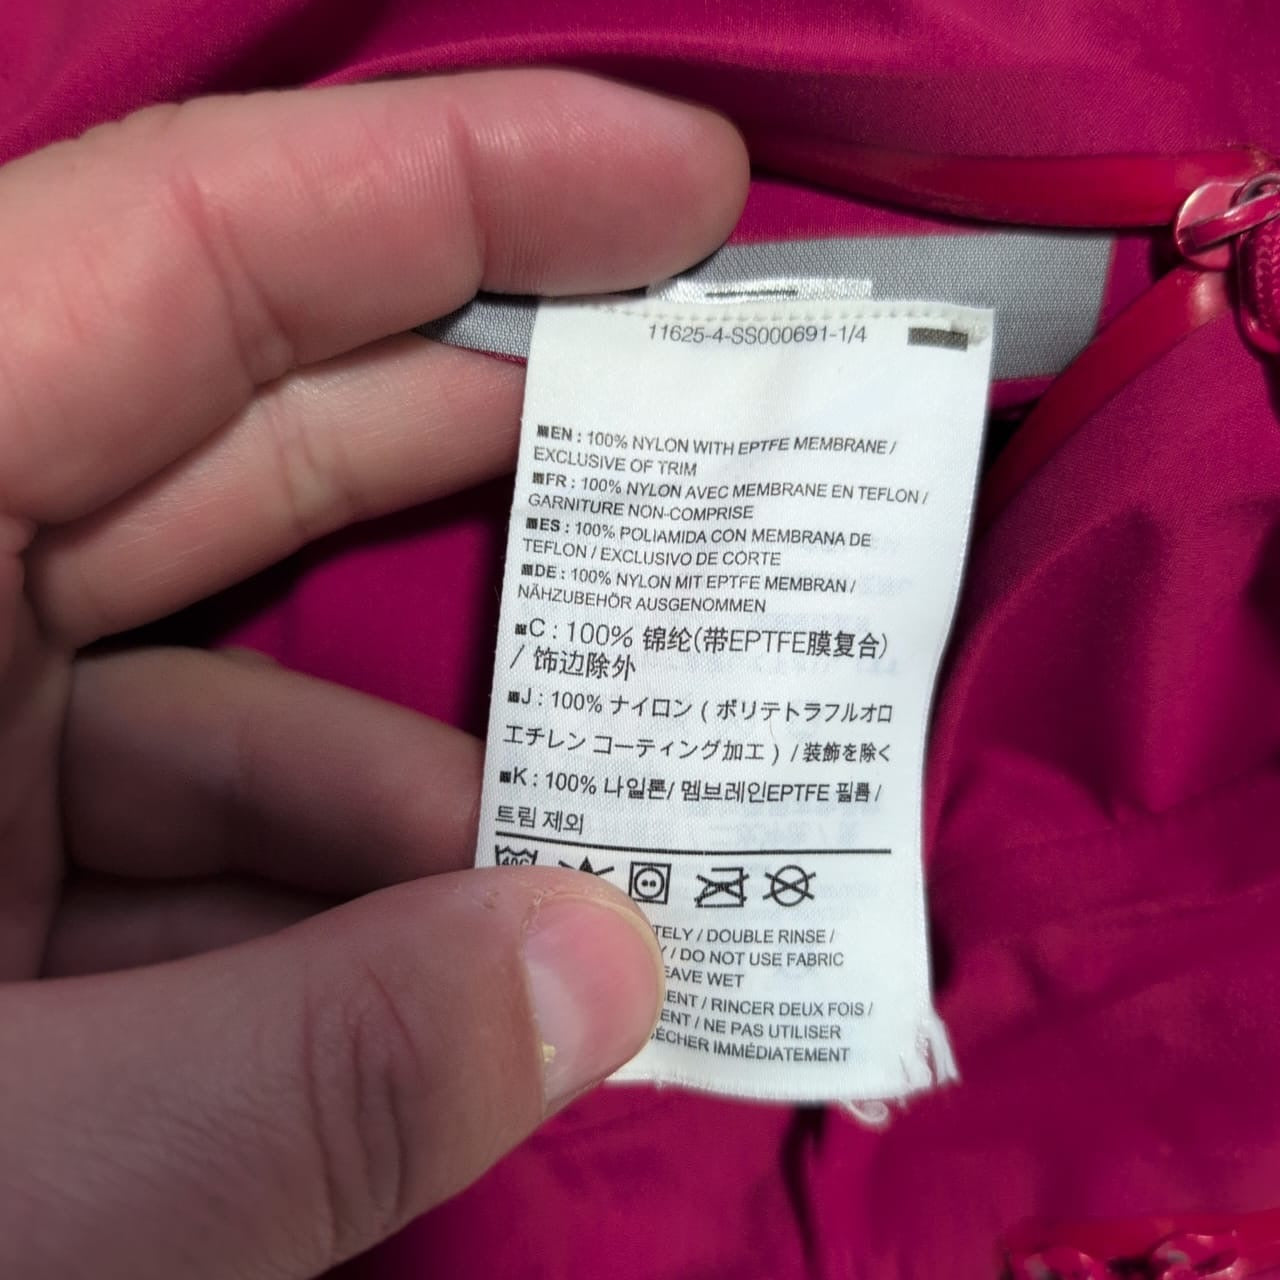 11625-4-SS000691-1/4
EN : 100% NYLON WITH EPTFE MEMBRANE /
EXCLUSIVE OF TRIM
FR : 100% NYLON AVEC MEMBRANE EN TEFLON /
GARNITURE NON-COMPRISE
ES : 100% POLIAMIDA CON MEMBRANA DE
TEFLON / EXCLUSIVO DE CORTE
DE : 100% NYLON MIT EPTFE MEMBRAN /
NÄHZUBEHÖR AUSGENOMMEN
C : 100% 锦纶(带EPTFE膜复合)
/ 饰边除外
J : 100% ナイロン ( ポリテトラフルオロ
エチレン コーティング加工 ) / 装飾を除く
K : 100% 나일론/ 멤브레인EPTFE 필름 /
트림 제외
40C
/ DOUBLE RINSE /
/ DO NOT USE FABRIC
WET
/ RINCER DEUX FOIS /
/ NE PAS UTILISER
IMMÉDIATEMENT